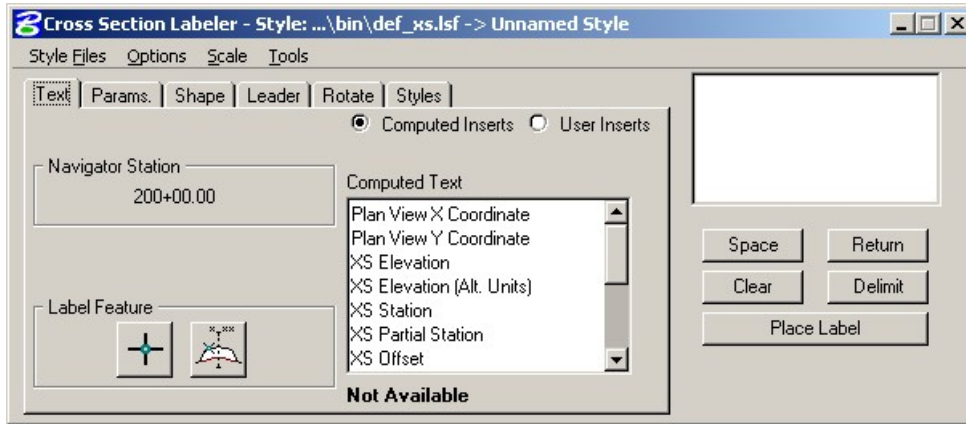 Cross Section Labeler - Style: ...\bin\def_xs.lsf -> Unnamed Style
Style Files Options Scale Tools
Text Params. Shape Leader Rotate Styles
Computed Inserts User Inserts
Navigator Station
200+00.00
Computed Text
Plan View X Coordinate
Plan View Y Coordinate
XS Elevation
XS Elevation (Alt. Units)
XS Station
XS Partial Station
XS Offset
Label Feature
x.xx
Not Available
Space Return
Clear Delimit
Place Label